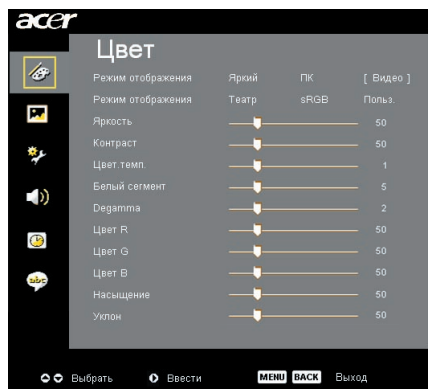 acer
Цвет
Режим отображения Яркий ПК [ Видео ]
Режим отображения Театр sRGB Польз.
Яркость 50
Контраст 50
Цвет.темп. 1
Белый сегмент 5
Degamma 2
Цвет R 50
Цвет G 50
Цвет B 50
Насыщение 50
Уклон 50
abc
Выбрать Ввести MENU BACK Выход